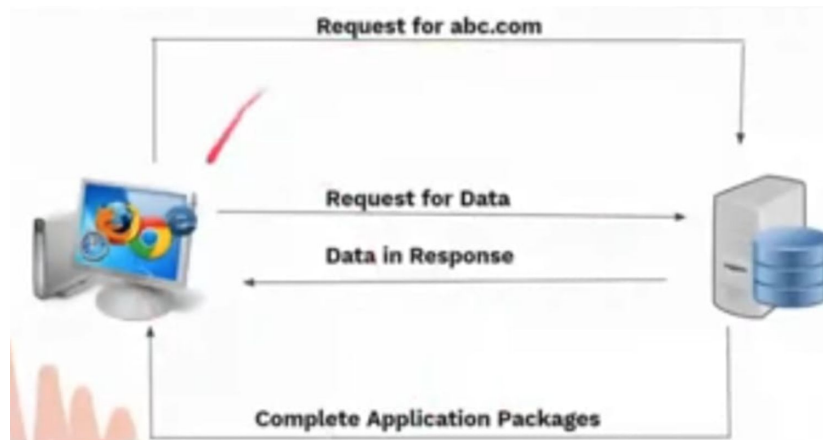 Request for abc.com
Request for Data
Data in Response
Complete Application Packages